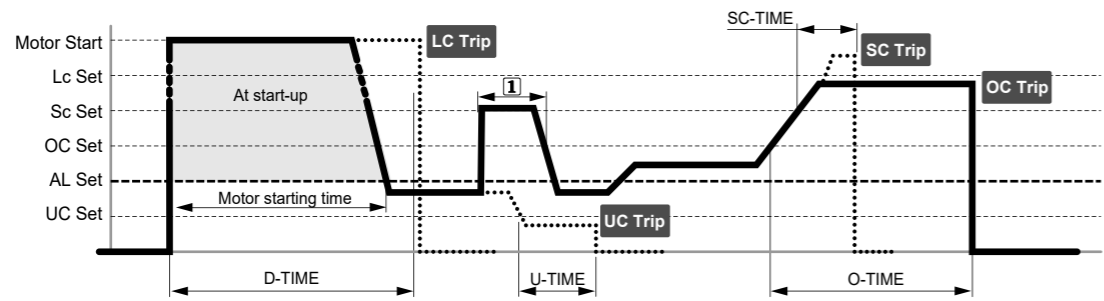 SC-TIME
Motor Start
LC Trip
SC Trip
Lc Set
1
OC Trip
At start-up
Sc Set
OC Set
AL Set
Motor starting time
UC Set
UC Trip
D-TIME
U-TIME
O-TIME